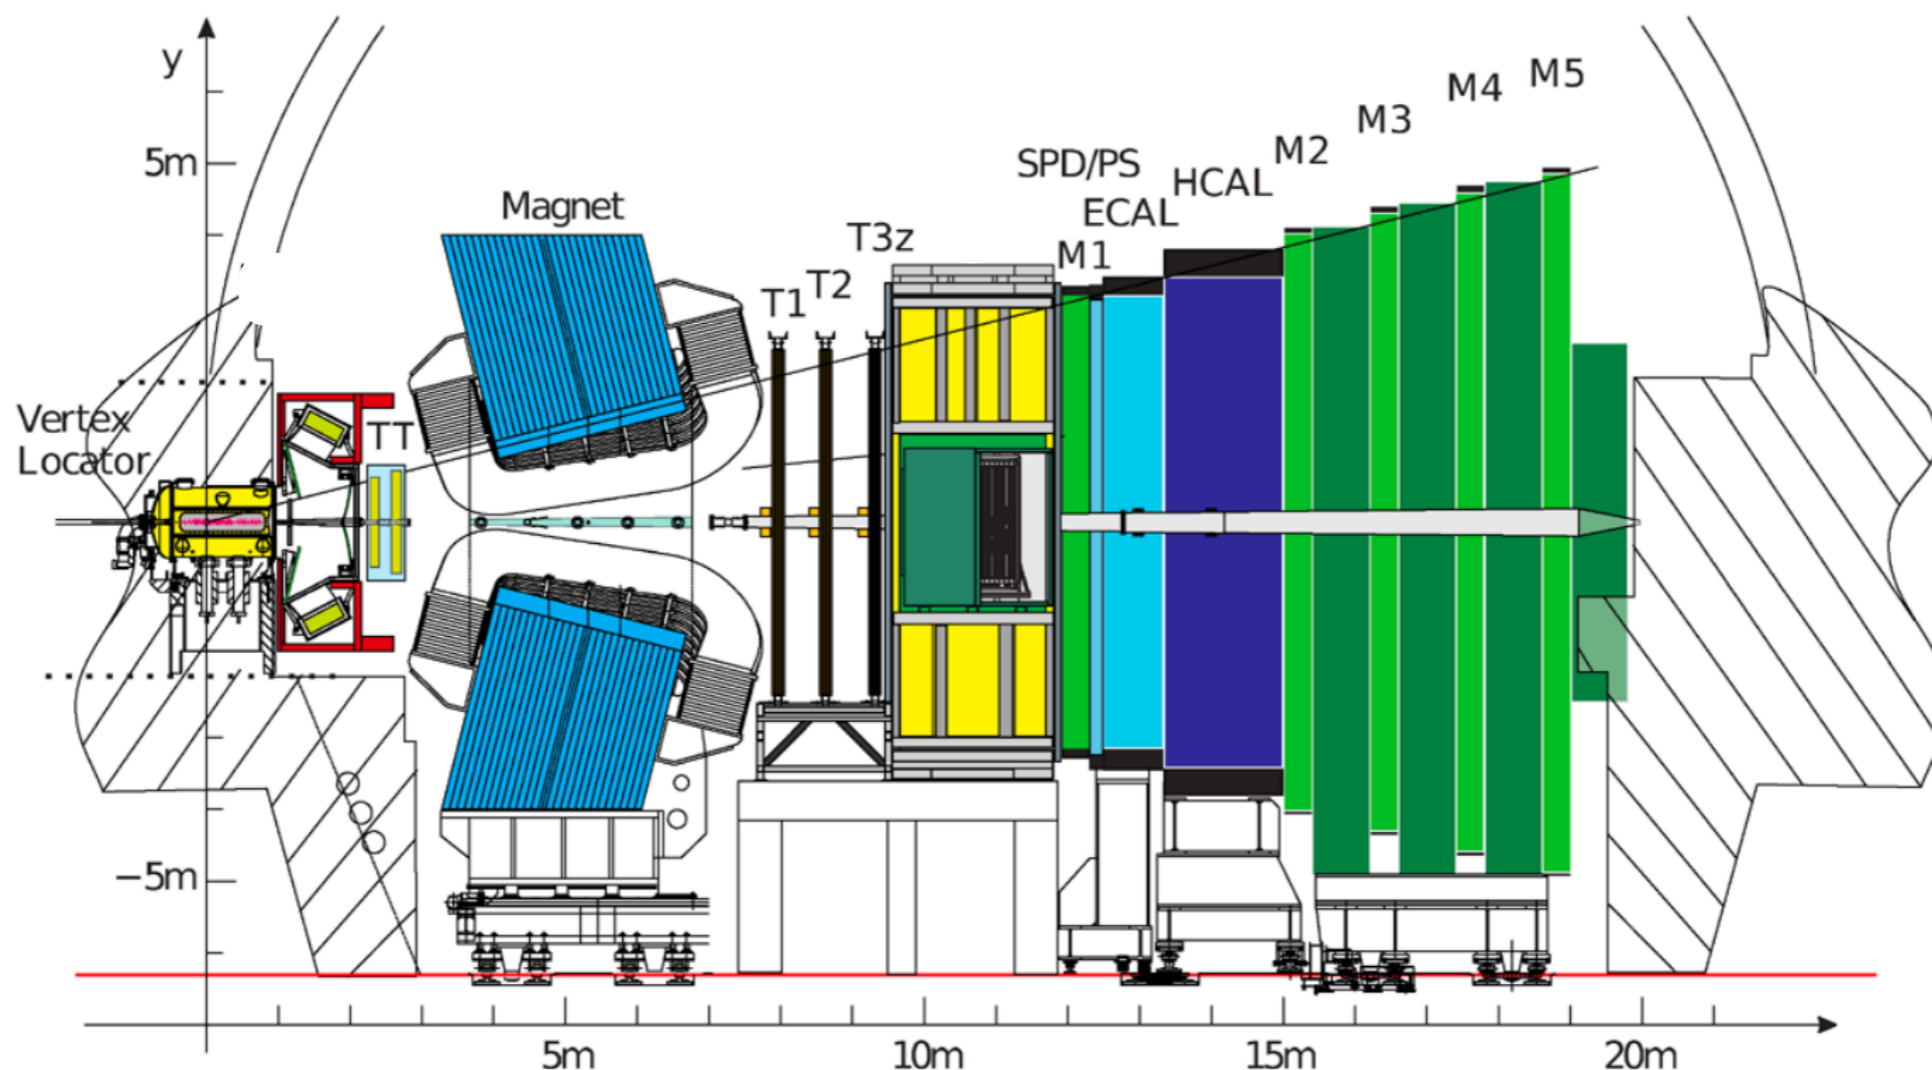 y
5m
−5m
Vertex
Locator
TT
Magnet
T1
T2
T3z
M1
SPD/PS
ECAL
HCAL
M2
M3
M4
M5
5m
10m
15m
20m